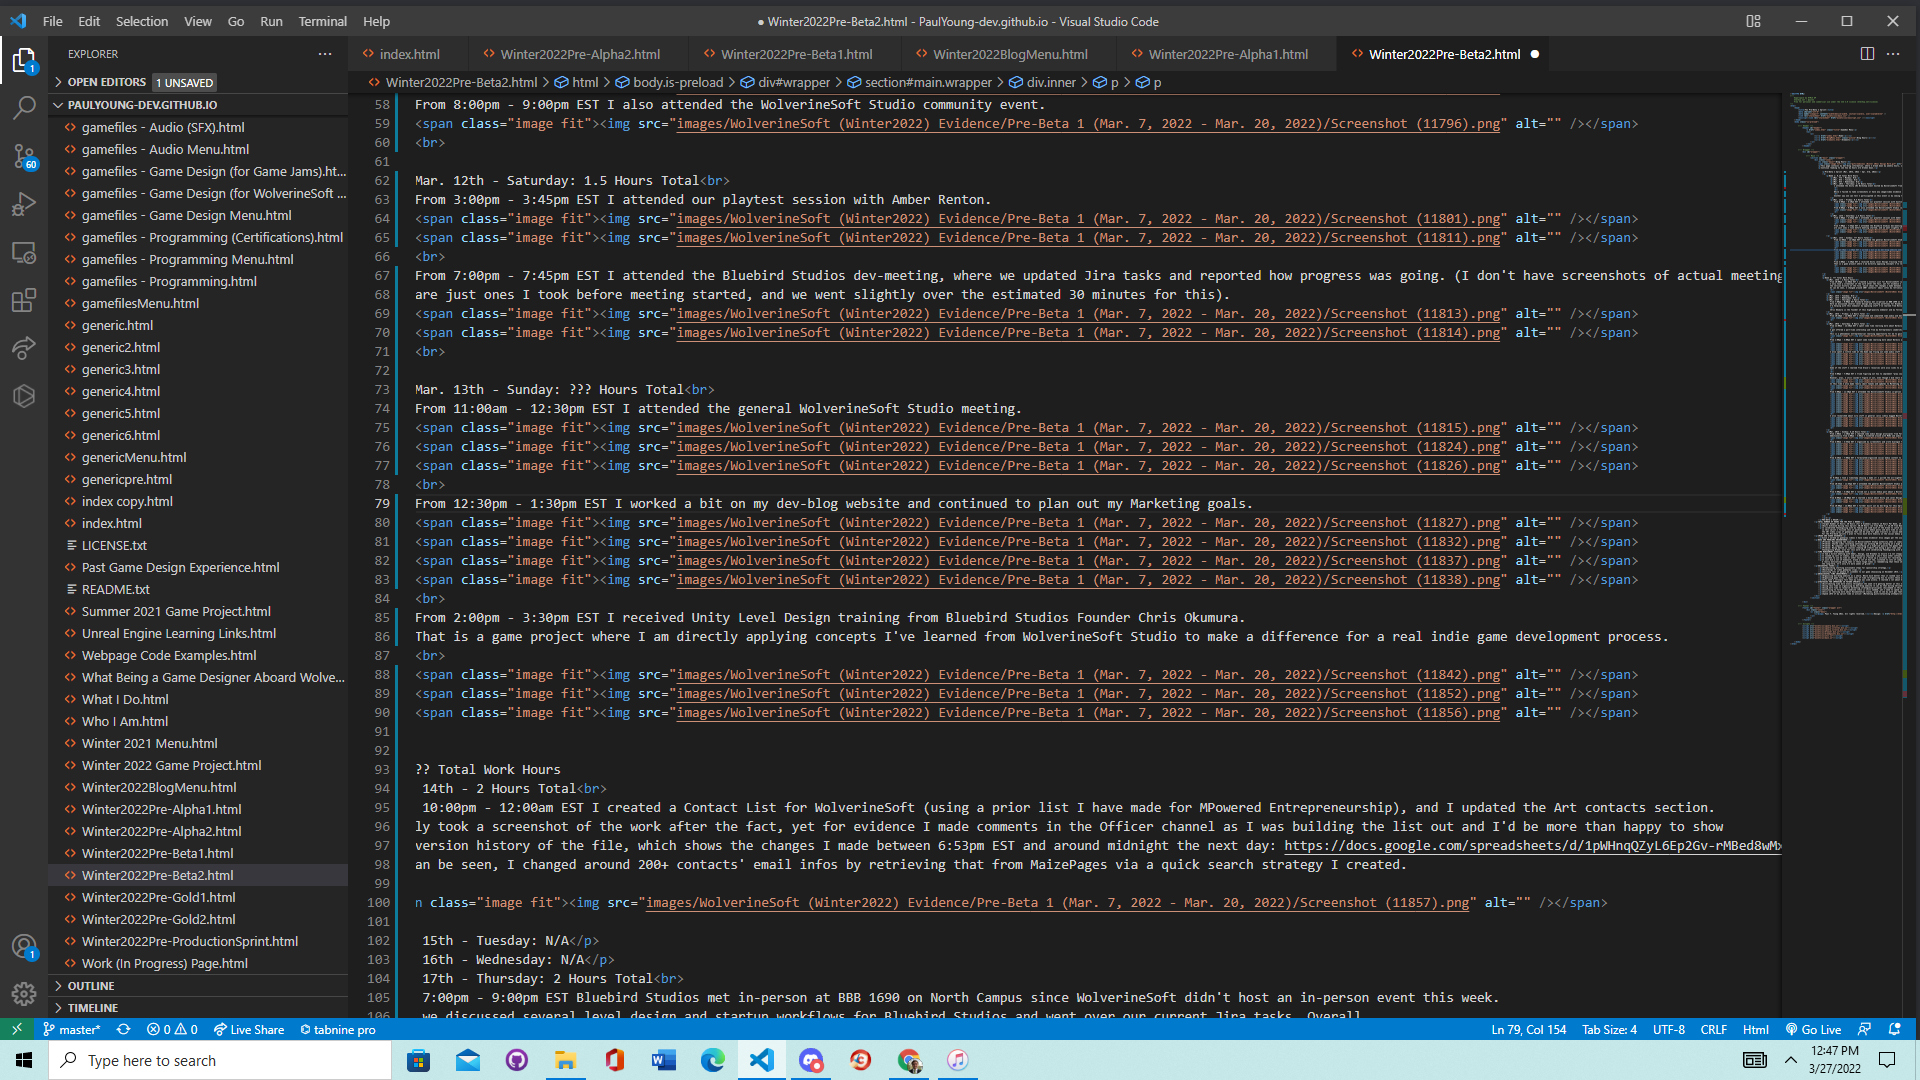 File Edit Selection View Go Run Terminal Help
● Winter2022Pre-Beta2.html - PaulYoung-dev.github.io - Visual Studio Code
EXPLORER
index.html Winter2022Pre-Alpha2.html Winter2022Pre-Beta1.html Winter2022BlogMenu.html Winter2022Pre-Alpha1.html Winter2022Pre-Beta2.html ●
OPEN EDITORS 1 UNSAVED
Winter2022Pre-Beta2.html > html > body.is-preload > div#wrapper > section#main.wrapper > div.inner > p > p
PAULYOUNG-DEV.GITHUB.IO
gamefiles - Audio (SFX).html
gamefiles - Audio Menu.html
gamefiles - Game Design (for Game Jams).ht...
gamefiles - Game Design (for WolverineSoft ...
gamefiles - Game Design Menu.html
gamefiles - Programming (Certifications).html
gamefiles - Programming Menu.html
gamefiles - Programming.html
gamefilesMenu.html
generic.html
generic2.html
generic3.html
generic4.html
generic5.html
generic6.html
genericMenu.html
genericpre.html
index copy.html
index.html
LICENSE.txt
Past Game Design Experience.html
README.txt
Summer 2021 Game Project.html
Unreal Engine Learning Links.html
Webpage Code Examples.html
What Being a Game Designer Aboard Wolve...
What I Do.html
Who I Am.html
Winter 2021 Menu.html
Winter 2022 Game Project.html
Winter2022BlogMenu.html
Winter2022Pre-Alpha1.html
Winter2022Pre-Alpha2.html
Winter2022Pre-Beta1.html
Winter2022Pre-Beta2.html
Winter2022Pre-Gold1.html
Winter2022Pre-Gold2.html
Winter2022Pre-ProductionSprint.html
Work (In Progress) Page.html
OUTLINE
TIMELINE
1
60
1
58 From 8:00pm - 9:00pm EST I also attended the WolverineSoft Studio community event.
59 <span class="image fit"><img src="images/WolverineSoft (Winter2022) Evidence/Pre-Beta 1 (Mar. 7, 2022 - Mar. 20, 2022)/Screenshot (11796).png" alt="" /></span>
60 <br>
61
62 Mar. 12th - Saturday: 1.5 Hours Total<br>
63 From 3:00pm - 3:45pm EST I attended our playtest session with Amber Renton.
64 <span class="image fit"><img src="images/WolverineSoft (Winter2022) Evidence/Pre-Beta 1 (Mar. 7, 2022 - Mar. 20, 2022)/Screenshot (11801).png" alt="" /></span>
65 <span class="image fit"><img src="images/WolverineSoft (Winter2022) Evidence/Pre-Beta 1 (Mar. 7, 2022 - Mar. 20, 2022)/Screenshot (11811).png" alt="" /></span>
66 <br>
67 From 7:00pm - 7:45pm EST I attended the Bluebird Studios dev-meeting, where we updated Jira tasks and reported how progress was going. (I don't have screenshots of actual meeting
68 are just ones I took before meeting started, and we went slightly over the estimated 30 minutes for this).
69 <span class="image fit"><img src="images/WolverineSoft (Winter2022) Evidence/Pre-Beta 1 (Mar. 7, 2022 - Mar. 20, 2022)/Screenshot (11813).png" alt="" /></span>
70 <span class="image fit"><img src="images/WolverineSoft (Winter2022) Evidence/Pre-Beta 1 (Mar. 7, 2022 - Mar. 20, 2022)/Screenshot (11814).png" alt="" /></span>
71 <br>
72
73 Mar. 13th - Sunday: ??? Hours Total<br>
74 From 11:00am - 12:30pm EST I attended the general WolverineSoft Studio meeting.
75 <span class="image fit"><img src="images/WolverineSoft (Winter2022) Evidence/Pre-Beta 1 (Mar. 7, 2022 - Mar. 20, 2022)/Screenshot (11815).png" alt="" /></span>
76 <span class="image fit"><img src="images/WolverineSoft (Winter2022) Evidence/Pre-Beta 1 (Mar. 7, 2022 - Mar. 20, 2022)/Screenshot (11824).png" alt="" /></span>
77 <span class="image fit"><img src="images/WolverineSoft (Winter2022) Evidence/Pre-Beta 1 (Mar. 7, 2022 - Mar. 20, 2022)/Screenshot (11826).png" alt="" /></span>
78 <br>
79 From 12:30pm - 1:30pm EST I worked a bit on my dev-blog website and continued to plan out my Marketing goals.
80 <span class="image fit"><img src="images/WolverineSoft (Winter2022) Evidence/Pre-Beta 1 (Mar. 7, 2022 - Mar. 20, 2022)/Screenshot (11827).png" alt="" /></span>
81 <span class="image fit"><img src="images/WolverineSoft (Winter2022) Evidence/Pre-Beta 1 (Mar. 7, 2022 - Mar. 20, 2022)/Screenshot (11832).png" alt="" /></span>
82 <span class="image fit"><img src="images/WolverineSoft (Winter2022) Evidence/Pre-Beta 1 (Mar. 7, 2022 - Mar. 20, 2022)/Screenshot (11837).png" alt="" /></span>
83 <span class="image fit"><img src="images/WolverineSoft (Winter2022) Evidence/Pre-Beta 1 (Mar. 7, 2022 - Mar. 20, 2022)/Screenshot (11838).png" alt="" /></span>
84 <br>
85 From 2:00pm - 3:30pm EST I received Unity Level Design training from Bluebird Studios Founder Chris Okumura.
86 That is a game project where I am directly applying concepts I've learned from WolverineSoft Studio to make a difference for a real indie game development process.
87 <br>
88 <span class="image fit"><img src="images/WolverineSoft (Winter2022) Evidence/Pre-Beta 1 (Mar. 7, 2022 - Mar. 20, 2022)/Screenshot (11842).png" alt="" /></span>
89 <span class="image fit"><img src="images/WolverineSoft (Winter2022) Evidence/Pre-Beta 1 (Mar. 7, 2022 - Mar. 20, 2022)/Screenshot (11852).png" alt="" /></span>
90 <span class="image fit"><img src="images/WolverineSoft (Winter2022) Evidence/Pre-Beta 1 (Mar. 7, 2022 - Mar. 20, 2022)/Screenshot (11856).png" alt="" /></span>
91
92
93 ?? Total Work Hours
94 14th - 2 Hours Total<br>
95 10:00pm - 12:00am EST I created a Contact List for WolverineSoft (using a prior list I have made for MPowered Entrepreneurship), and I updated the Art contacts section.
96 ly took a screenshot of the work after the fact, yet for evidence I made comments in the Officer channel as I was building the list out and I'd be more than happy to show
97 version history of the file, which shows the changes I made between 6:53pm EST and around midnight the next day: https://docs.google.com/spreadsheets/d/1pWHnqQZyL6Ep2Gv-rMBed8wMx
98 an be seen, I changed around 200+ contacts' email infos by retrieving that from MaizePages via a quick search strategy I created.
99
100 n class="image fit"><img src="images/WolverineSoft (Winter2022) Evidence/Pre-Beta 1 (Mar. 7, 2022 - Mar. 20, 2022)/Screenshot (11857).png" alt="" /></span>
101
102 15th - Tuesday: N/A</p>
103 16th - Wednesday: N/A</p>
104 17th - Thursday: 2 Hours Total<br>
105 7:00pm - 9:00pm EST Bluebird Studios met in-person at BBB 1690 on North Campus since WolverineSoft didn't host an in-person event this week.
106 we discussed several level design and startup workflows for Bluebird Studios and went over our current Jira tasks. Overall
master* 0 0 Live Share tabnine pro
Ln 79, Col 154 Tab Size: 4 UTF-8 CRLF Html Go Live
Type here to search
12:47 PM
3/27/2022